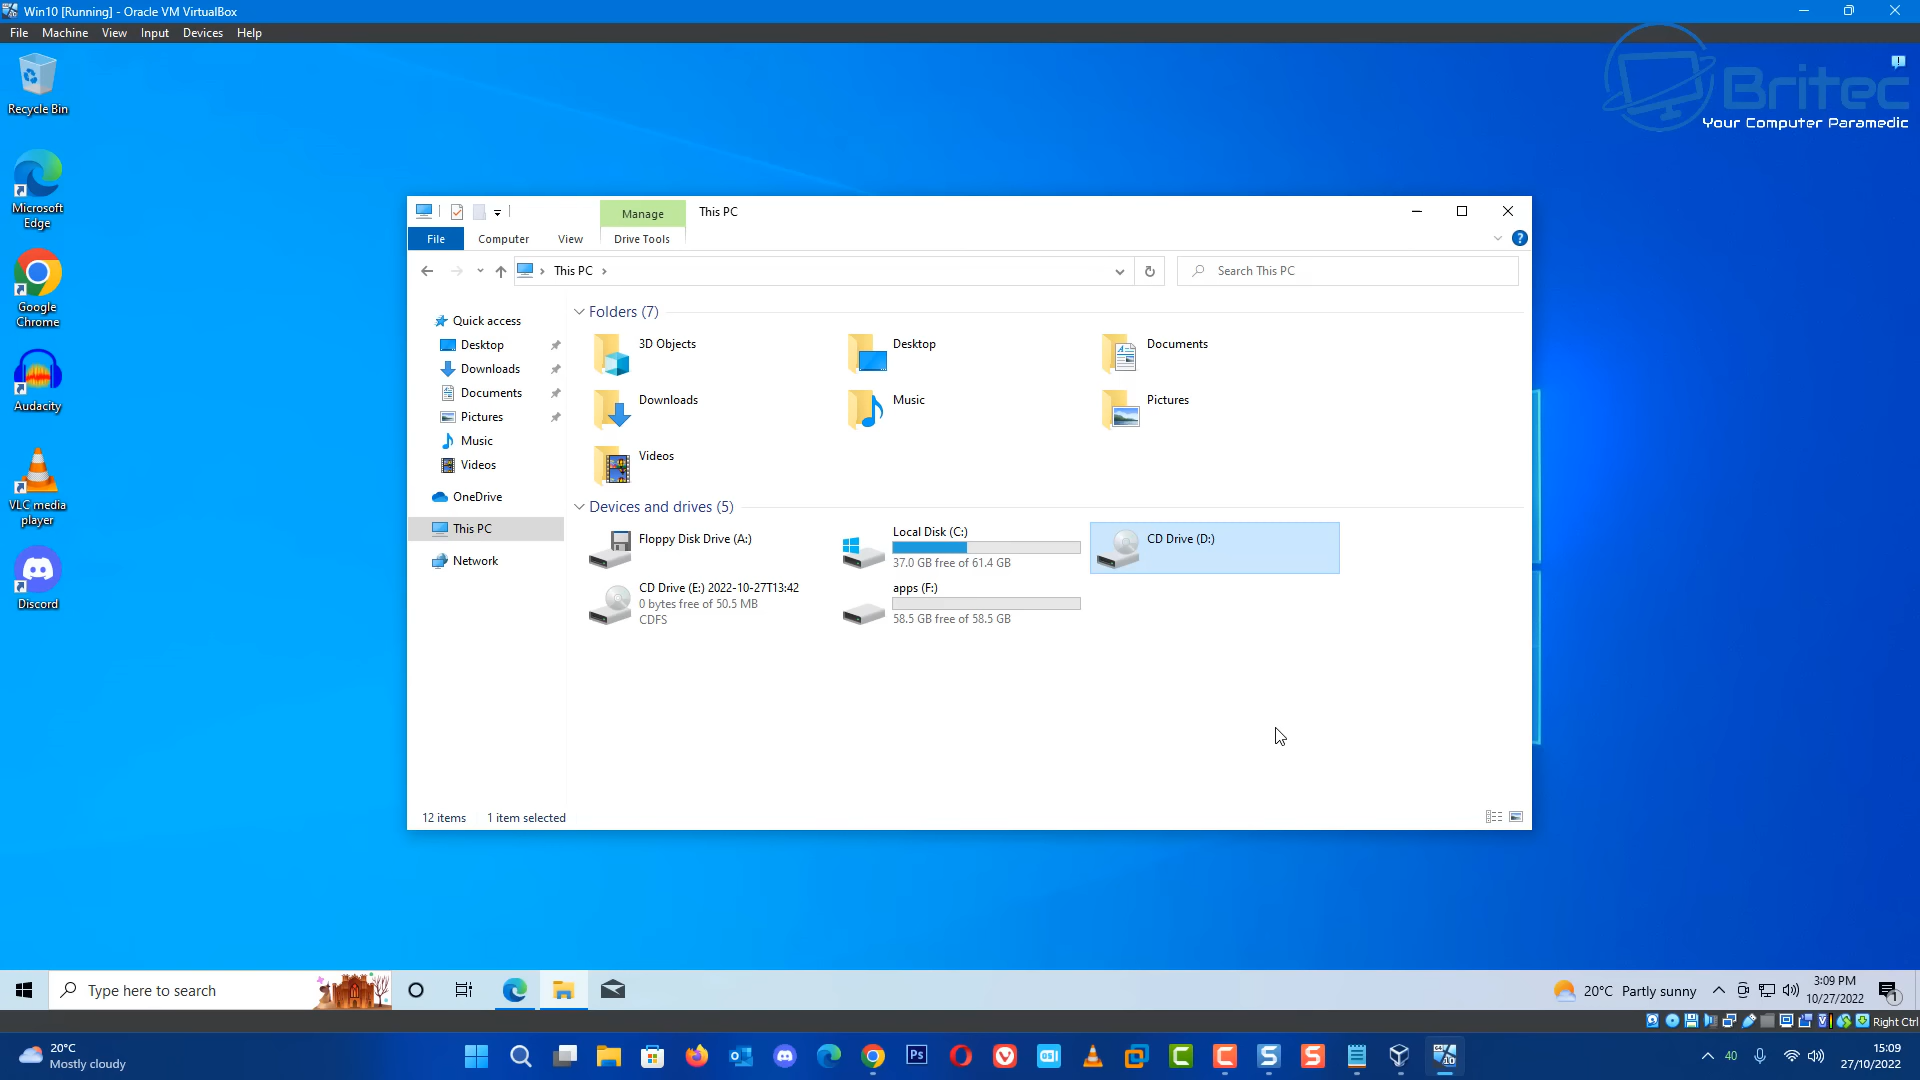 Win10 [Running] - Oracle VM VirtualBox
File Machine View Input Devices Help
Recycle Bin
Microsoft
Edge
Google
Chrome
Audacity
VLC media
player
Discord
Britec
Your Computer Paramedic
Manage This PC
File Computer View Drive Tools
This PC
Search This PC
Quick access
Desktop
Downloads
Documents
Pictures
Music
Videos
OneDrive
This PC
Network
Folders (7)
3D Objects
Desktop
Documents
Downloads
Music
Pictures
Videos
Devices and drives (5)
Floppy Disk Drive (A:)
Local Disk (C:)
37.0 GB free of 61.4 GB
CD Drive (D:)
CD Drive (E:) 2022-10-27T13:42
0 bytes free of 50.5 MB
CDFS
apps (F:)
58.5 GB free of 58.5 GB
12 items 1 item selected
Type here to search
20°C Partly sunny
3:09 PM
10/27/2022
1
Right Ctrl
20°C
Mostly cloudy
Ps
40
15:09
27/10/2022